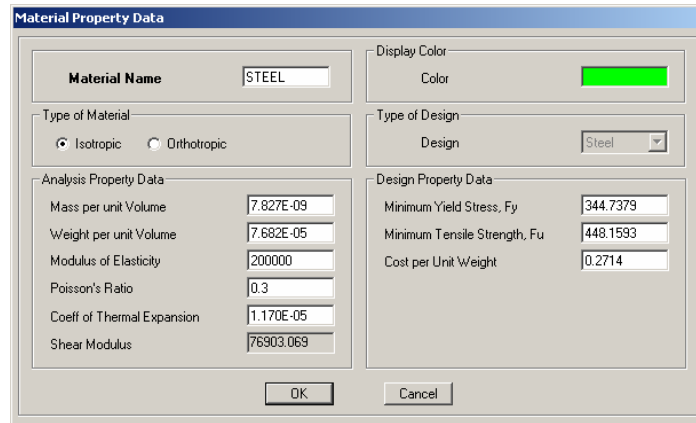 Material Property Data
Material Name STEEL
Display Color
Color
Type of Material
Isotropic Orthotropic
Type of Design
Design Steel
Analysis Property Data
Mass per unit Volume 7.827E-09
Weight per unit Volume 7.682E-05
Modulus of Elasticity 200000
Poisson's Ratio 0.3
Coeff of Thermal Expansion 1.170E-05
Shear Modulus 76903.069
Design Property Data
Minimum Yield Stress, Fy 344.7379
Minimum Tensile Strength, Fu 448.1593
Cost per Unit Weight 0.2714
OK Cancel